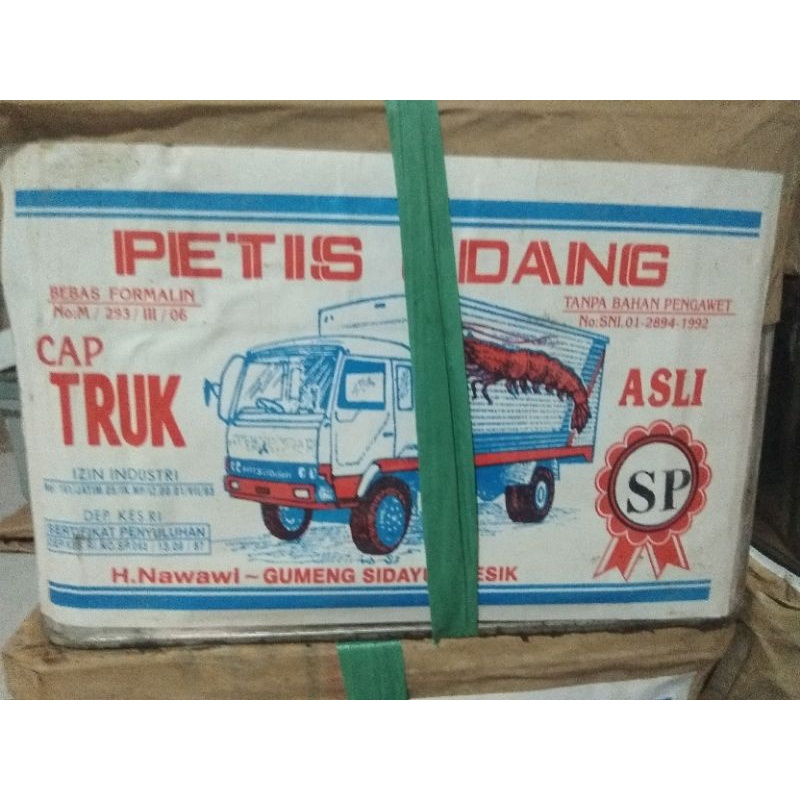 PETIS DANG
BEBAS FORMALIN
No:M / 293 / III / 06
TANPA BAHAN PENGAWET
No:SNI.01-2894-1992
CAP
TRUK
ASLI
SP
IZIN INDUSTRI
DEP KES RI
SERTIFIKAT PENYULUHAN
H.Nawawi ~ GUMENG SIDAYU ESIK